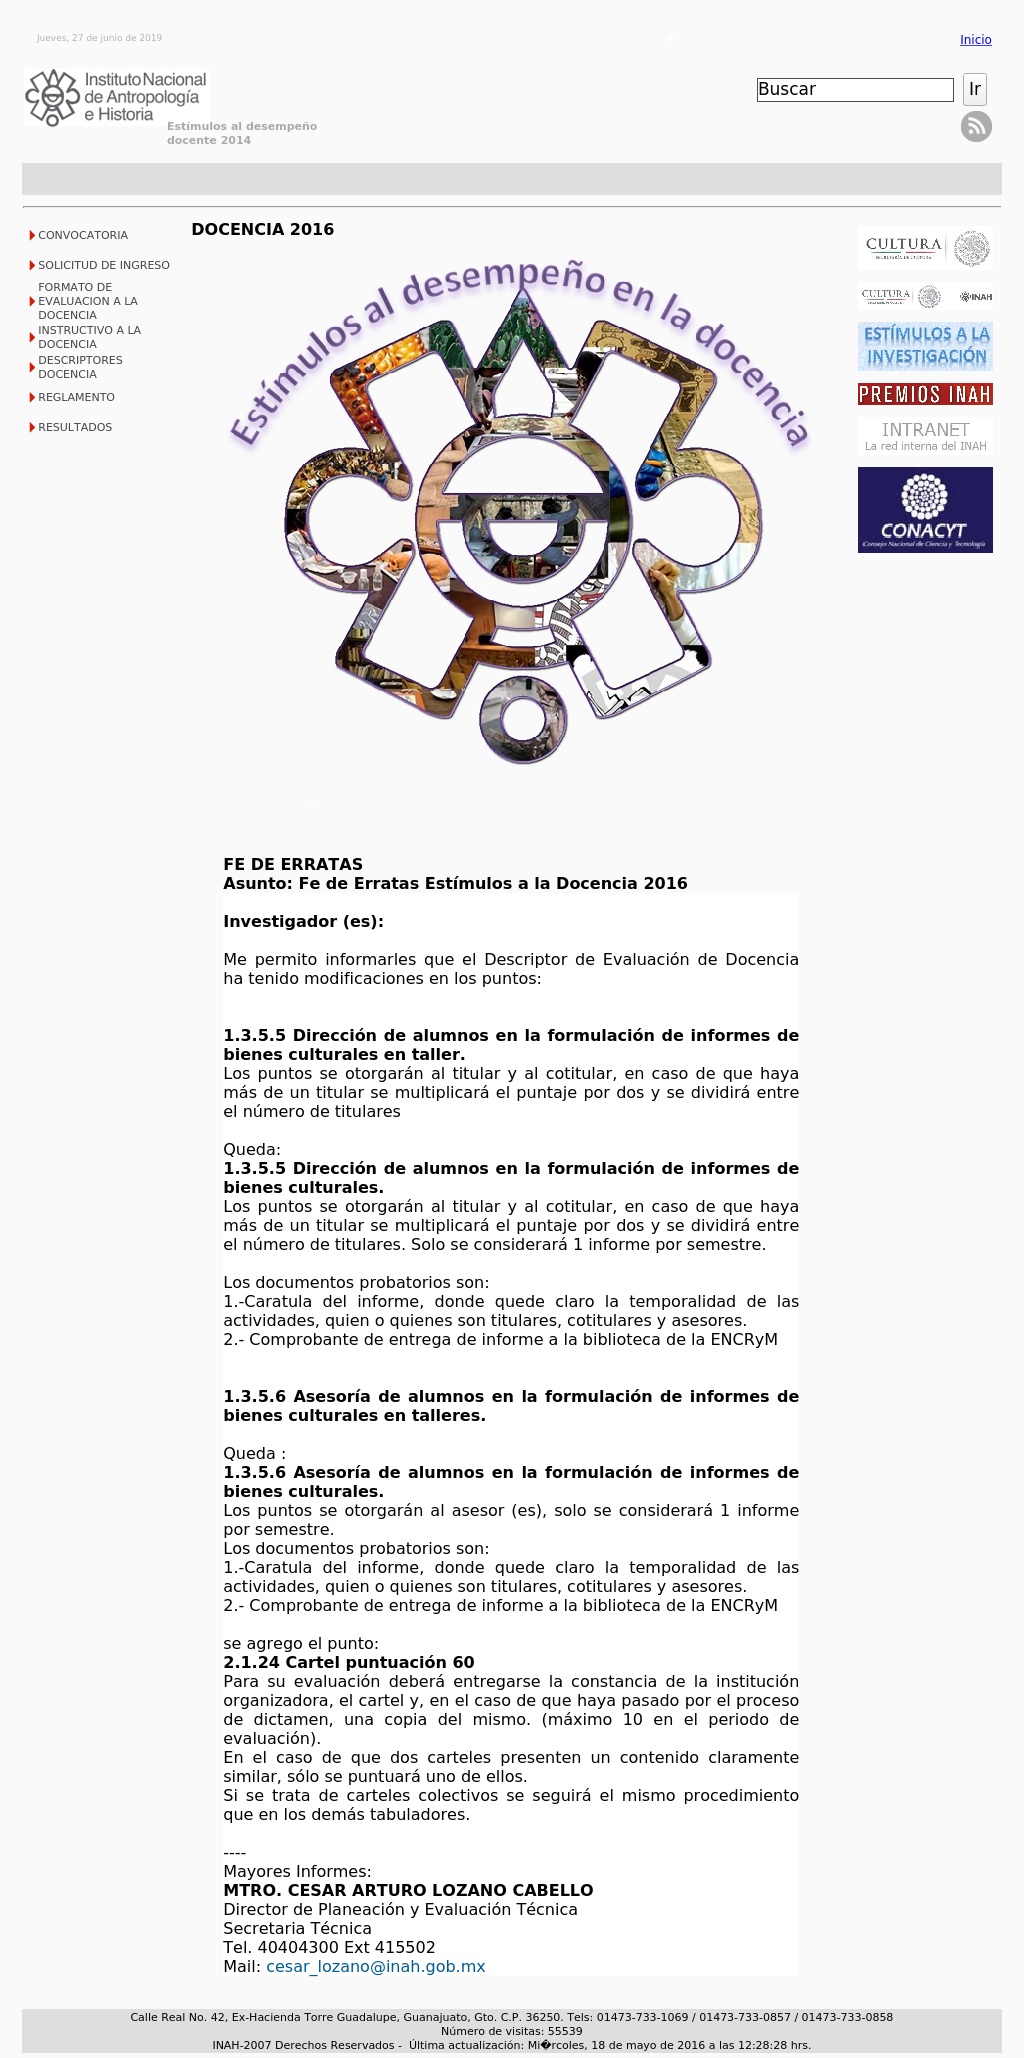 Jueves, 27 de junio de 2019
Inicio
Instituto Nacional
de Antropología
e Historia
Estímulos al desempeño
docente 2014
Buscar
Ir
CONVOCATORIA
SOLICITUD DE INGRESO
FORMATO DE
EVALUACION A LA
DOCENCIA
INSTRUCTIVO A LA
DOCENCIA
DESCRIPTORES
DOCENCIA
REGLAMENTO
RESULTADOS
DOCENCIA 2016
Estímulos al desempeño en la docencia
CULTURA
SECRETARÍA DE CULTURA
CULTURA
INAH
ESTÍMULOS A LA
INVESTIGACIÓN
PREMIOS INAH
INTRANET
La red interna del INAH
CONACYT
Consejo Nacional de Ciencia y Tecnología
FE DE ERRATAS
Asunto: Fe de Erratas Estímulos a la Docencia 2016
Investigador (es):
Me permito informarles que el Descriptor de Evaluación de Docencia
ha tenido modificaciones en los puntos:
1.3.5.5 Dirección de alumnos en la formulación de informes de
bienes culturales en taller.
Los puntos se otorgarán al titular y al cotitular, en caso de que haya
más de un titular se multiplicará el puntaje por dos y se dividirá entre
el número de titulares
Queda:
1.3.5.5 Dirección de alumnos en la formulación de informes de
bienes culturales.
Los puntos se otorgarán al titular y al cotitular, en caso de que haya
más de un titular se multiplicará el puntaje por dos y se dividirá entre
el número de titulares. Solo se considerará 1 informe por semestre.
Los documentos probatorios son:
1.-Caratula del informe, donde quede claro la temporalidad de las
actividades, quien o quienes son titulares, cotitulares y asesores.
2.- Comprobante de entrega de informe a la biblioteca de la ENCRyM
1.3.5.6 Asesoría de alumnos en la formulación de informes de
bienes culturales en talleres.
Queda :
1.3.5.6 Asesoría de alumnos en la formulación de informes de
bienes culturales.
Los puntos se otorgarán al asesor (es), solo se considerará 1 informe
por semestre.
Los documentos probatorios son:
1.-Caratula del informe, donde quede claro la temporalidad de las
actividades, quien o quienes son titulares, cotitulares y asesores.
2.- Comprobante de entrega de informe a la biblioteca de la ENCRyM
se agrego el punto:
2.1.24 Cartel puntuación 60
Para su evaluación deberá entregarse la constancia de la institución
organizadora, el cartel y, en el caso de que haya pasado por el proceso
de dictamen, una copia del mismo. (máximo 10 en el periodo de
evaluación).
En el caso de que dos carteles presenten un contenido claramente
similar, sólo se puntuará uno de ellos.
Si se trata de carteles colectivos se seguirá el mismo procedimiento
que en los demás tabuladores.
----
Mayores Informes:
MTRO. CESAR ARTURO LOZANO CABELLO
Director de Planeación y Evaluación Técnica
Secretaria Técnica
Tel. 40404300 Ext 415502
Mail: cesar_lozano@inah.gob.mx
Calle Real No. 42, Ex-Hacienda Torre Guadalupe, Guanajuato, Gto. C.P. 36250. Tels: 01473-733-1069 / 01473-733-0857 / 01473-733-0858
Número de visitas: 55539
INAH-2007 Derechos Reservados - Última actualización: Mi�rcoles, 18 de mayo de 2016 a las 12:28:28 hrs.